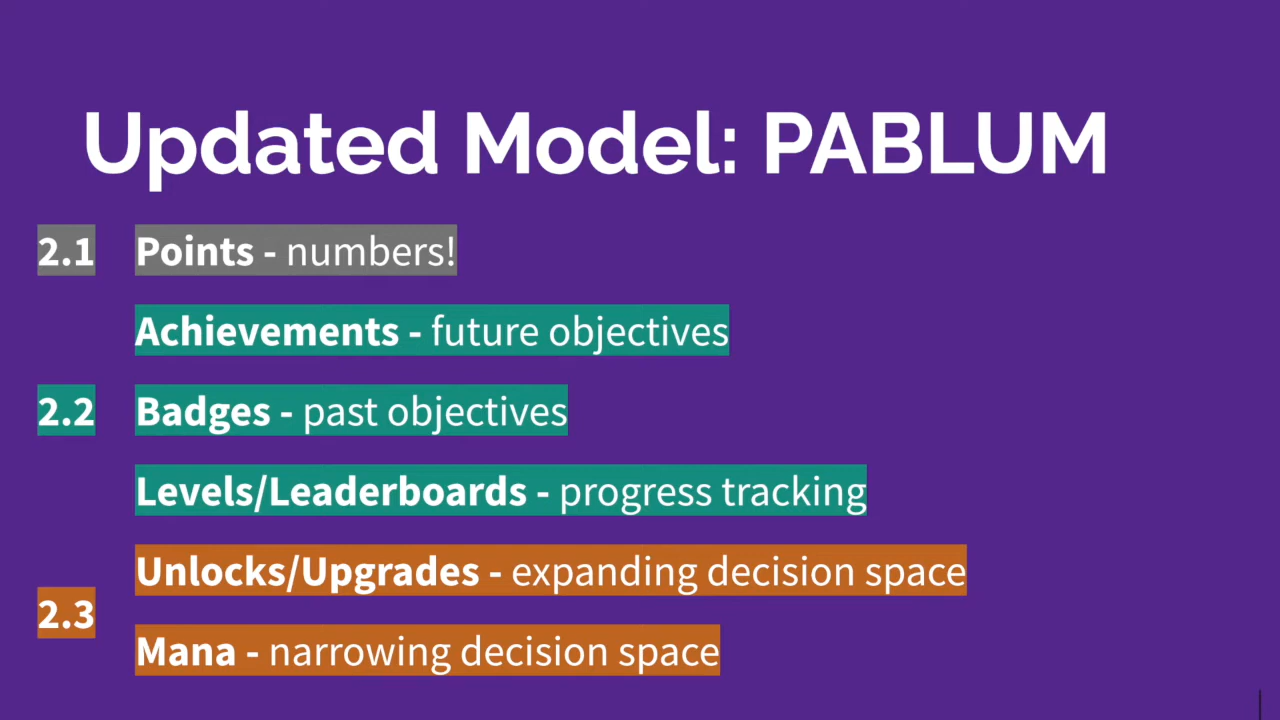 Updated Model: PABLUM
2.1 Points - numbers!
Achievements - future objectives
2.2 Badges - past objectives
Levels/Leaderboards - progress tracking
Unlocks/Upgrades - expanding decision space
2.3
Mana - narrowing decision space